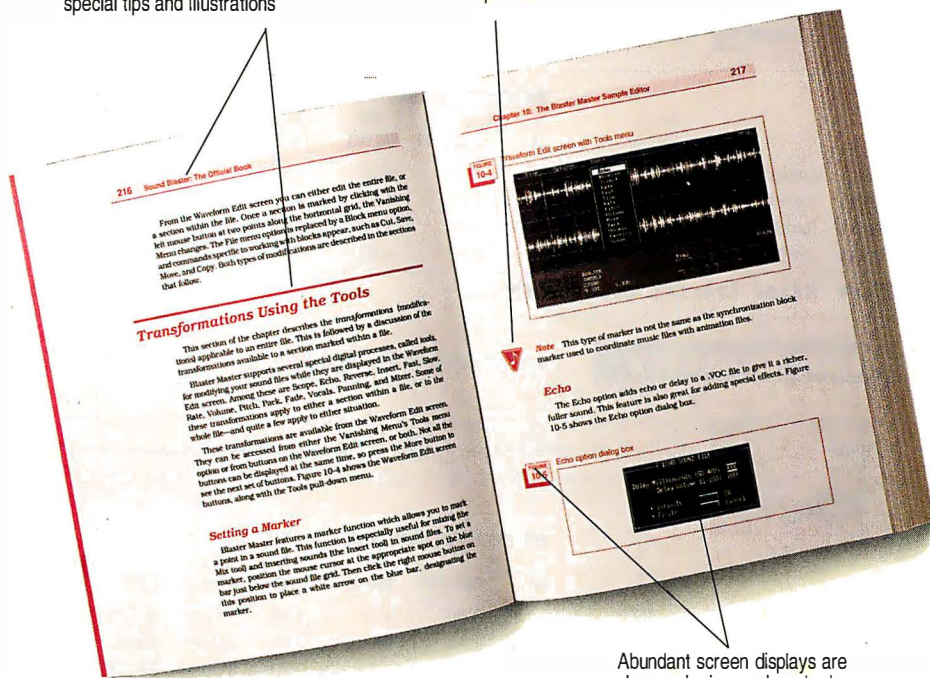 special tips and illustrations
216 Sound Blaster: The Official Book
From the Waveform Edit screen you can either edit the entire file, or
a section within the file. Once a section is marked by clicking with the
left mouse button at two points along the horizontal grid, the Vanishing
Menu changes. The File menu option is replaced by a Block menu option,
and commands specific to working with blocks appear, such as Cut, Save,
Move, and Copy. Both types of modifications are described in the sections
that follow.
Transformations Using the Tools
This section of the chapter describes the transformations (modifica-
tions) applicable to an entire file. This is followed by a discussion of the
transformations available to a section marked within a file.
Blaster Master supports several special digital processes, called tools,
for modifying your sound files while they are displayed in the Waveform
Edit screen. Among these are Scope, Echo, Reverse, Insert, Fast, Slow,
Rate, Volume, Pitch, Pack, Fade, Vocals, Panning, and Mixer. Some of
these transformations apply to either a section within a file, or to the
whole file—and quite a few apply to either situation.
These transformations are available from the Waveform Edit screen.
They can be accessed from either the Vanishing Menu's Tools menu
option or from buttons on the Waveform Edit screen, or both. Not all the
buttons can be displayed at the same time, so press the More button to
see the next set of buttons. Figure 10-4 shows the Waveform Edit screen
buttons, along with the Tools pull-down menu.
Setting a Marker
Blaster Master features a marker function which allows you to mark
a point in a sound file. This function is especially useful for mixing (the
Mix tool) and inserting sounds (the Insert tool) in sound files. To set a
marker, position the mouse cursor at the appropriate spot on the blue
bar just below the sound file grid. Then click the right mouse button on
this position to place a white arrow on the blue bar, designating the
marker.
217
Chapter 10: The Blaster Master Sample Editor
FIGURE
10-4
Waveform Edit screen with Tools menu
Note This type of marker is not the same as the synchronization block
marker used to coordinate music files with animation files.
Echo
The Echo option adds echo or delay to a .VOC file to give it a richer,
fuller sound. This feature is also great for adding special effects. Figure
10-5 shows the Echo option dialog box.
FIGURE
10-5
Echo option dialog box
ECHO SOUND FILE
Abundant screen displays are